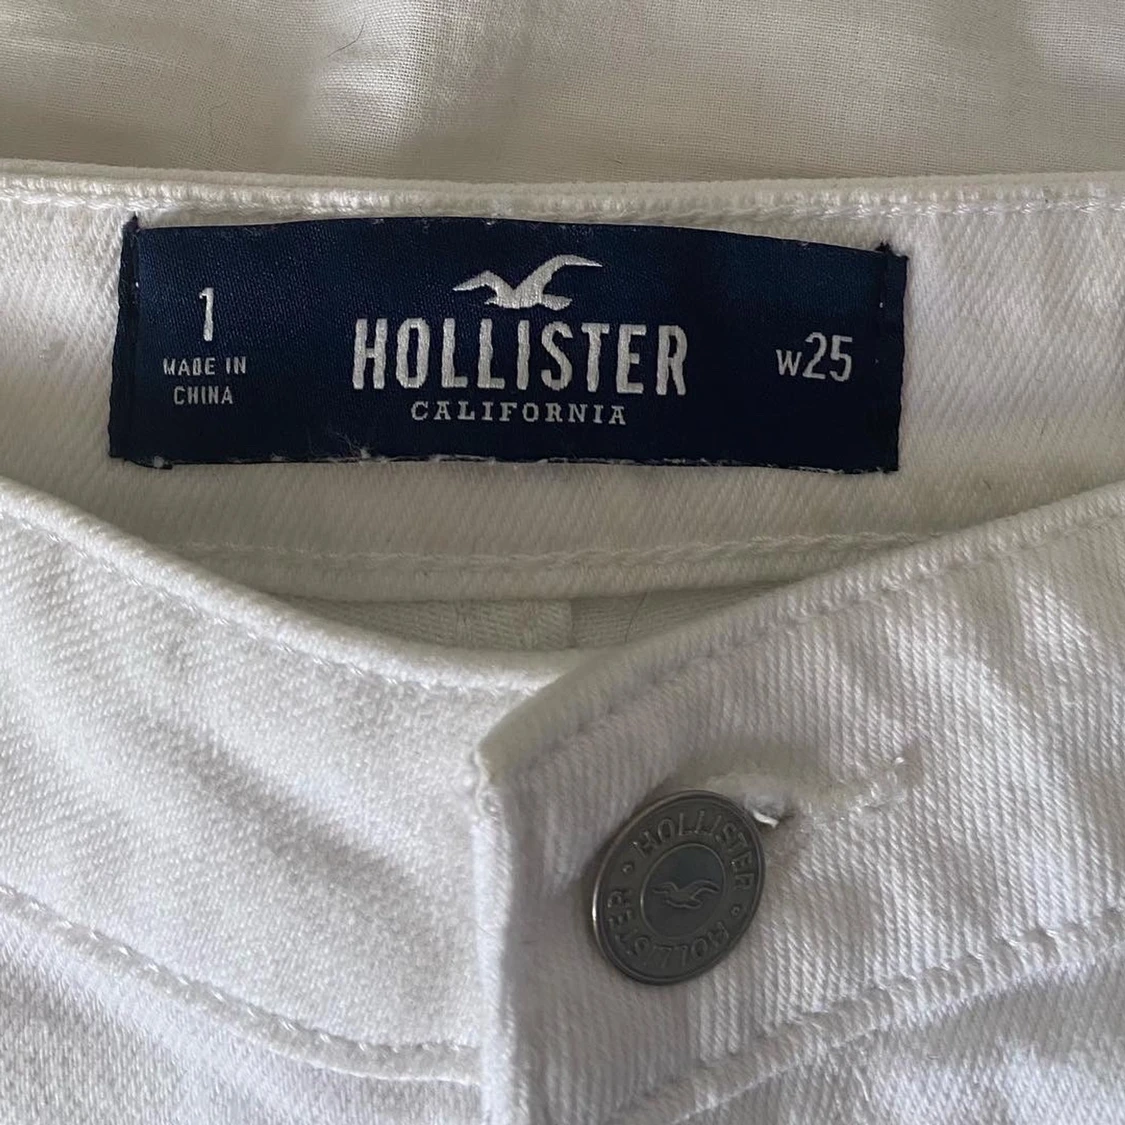 1
MADE IN
CHINA
HOLLISTER
CALIFORNIA
w25
HOLLISTER
HOLLISTER